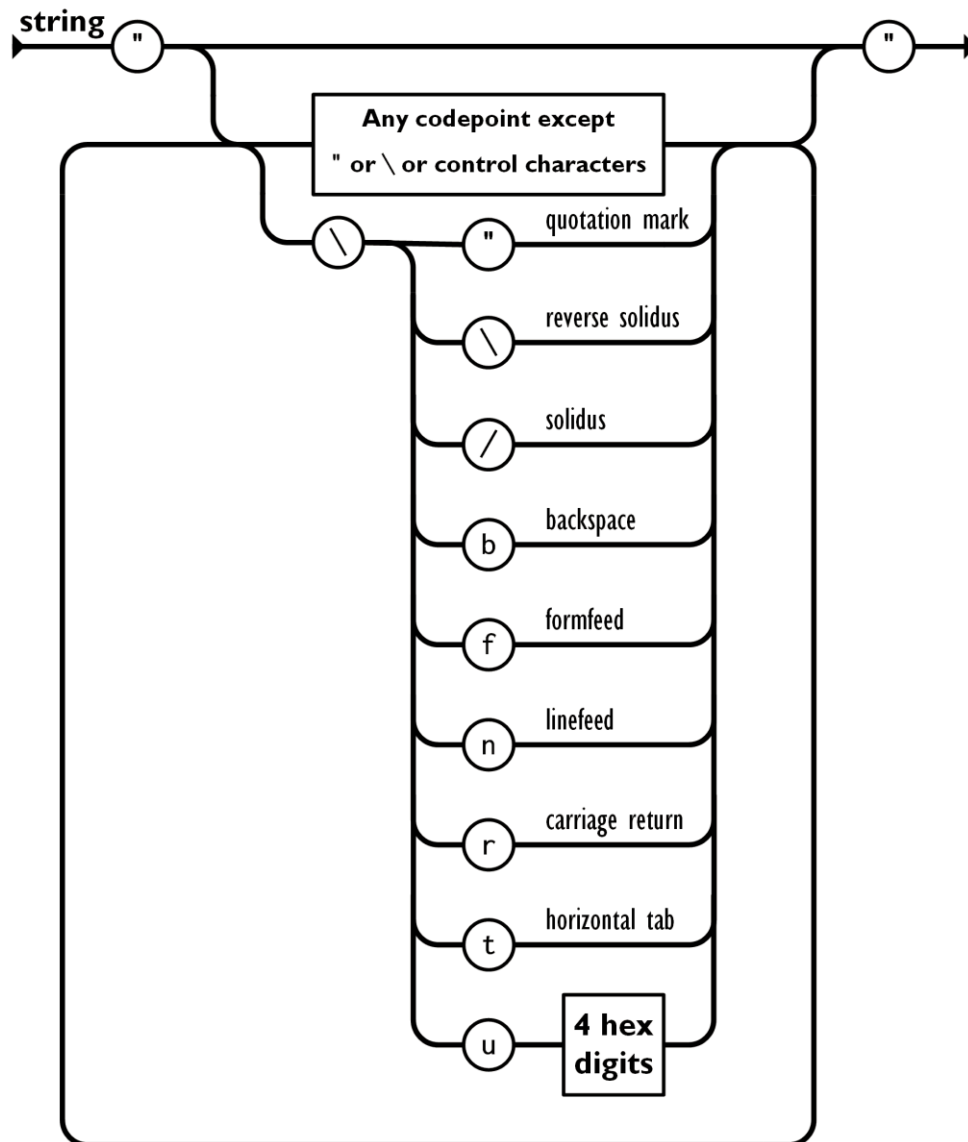 string
" "
Any codepoint except
" or \ or control characters
\ " quotation mark
\ reverse solidus
/ solidus
b backspace
f formfeed
n linefeed
r carriage return
t horizontal tab
u 4 hex
digits